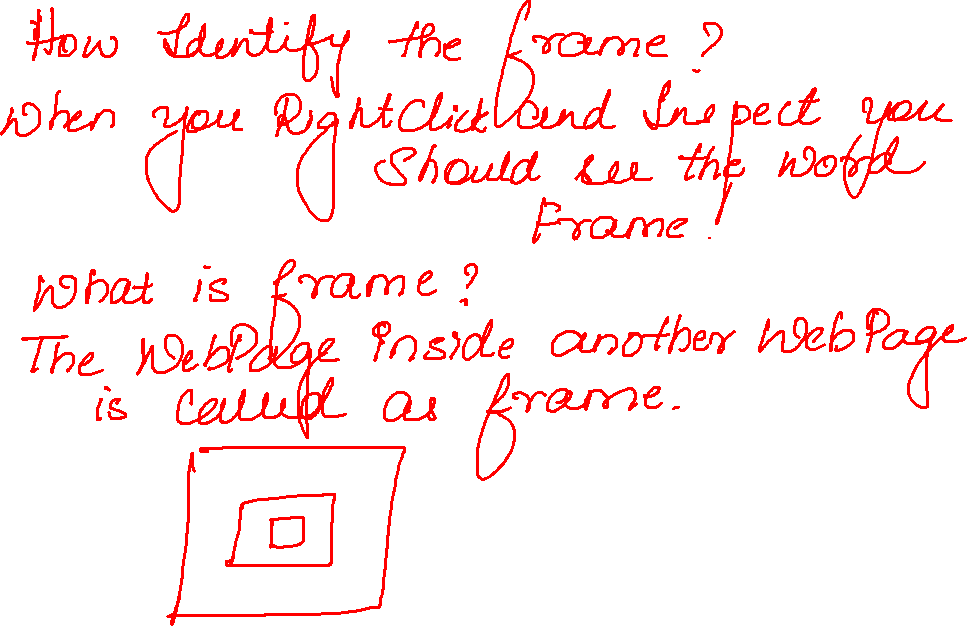 How Identify the frame?
When you RightClick and Inspect you
Should see the Word
Frame!
What is frame?
The WebPage inside another WebPage
is called as frame.